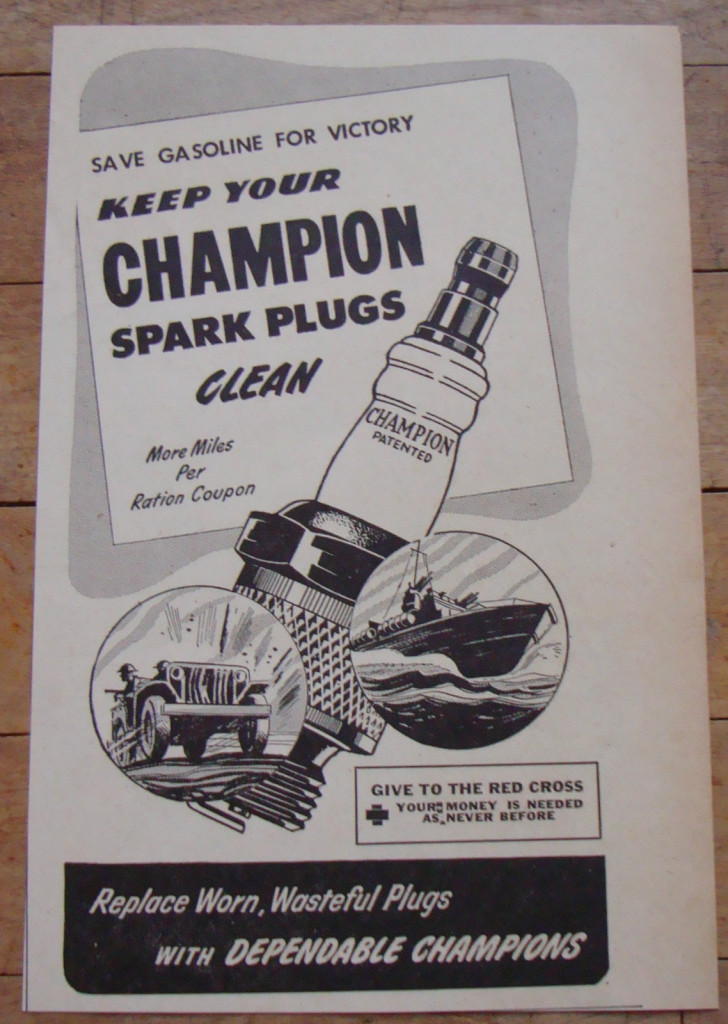 SAVE GASOLINE FOR VICTORY
KEEP YOUR
CHAMPION
SPARK PLUGS
CLEAN
More Miles
Per
Ration Coupon
CHAMPION
PATENTED
GIVE TO THE RED CROSS
YOUR MONEY IS NEEDED
AS NEVER BEFORE
Replace Worn, Wasteful Plugs
WITH DEPENDABLE CHAMPIONS